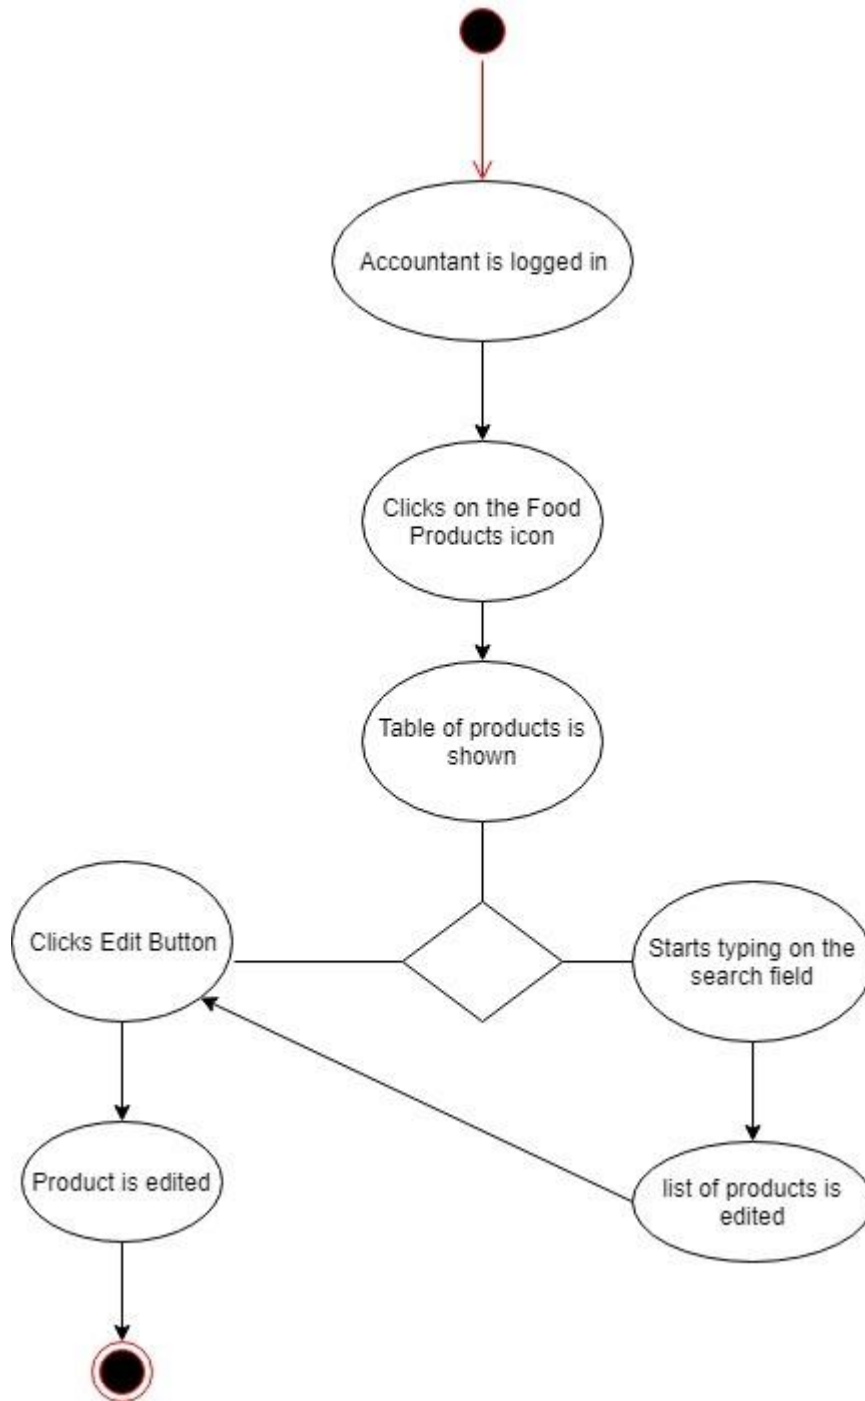 Accountant is logged in
Clicks on the Food
Products icon
Table of products is
shown
Clicks Edit Button
Starts typing on the
search field
Product is edited
list of products is
edited